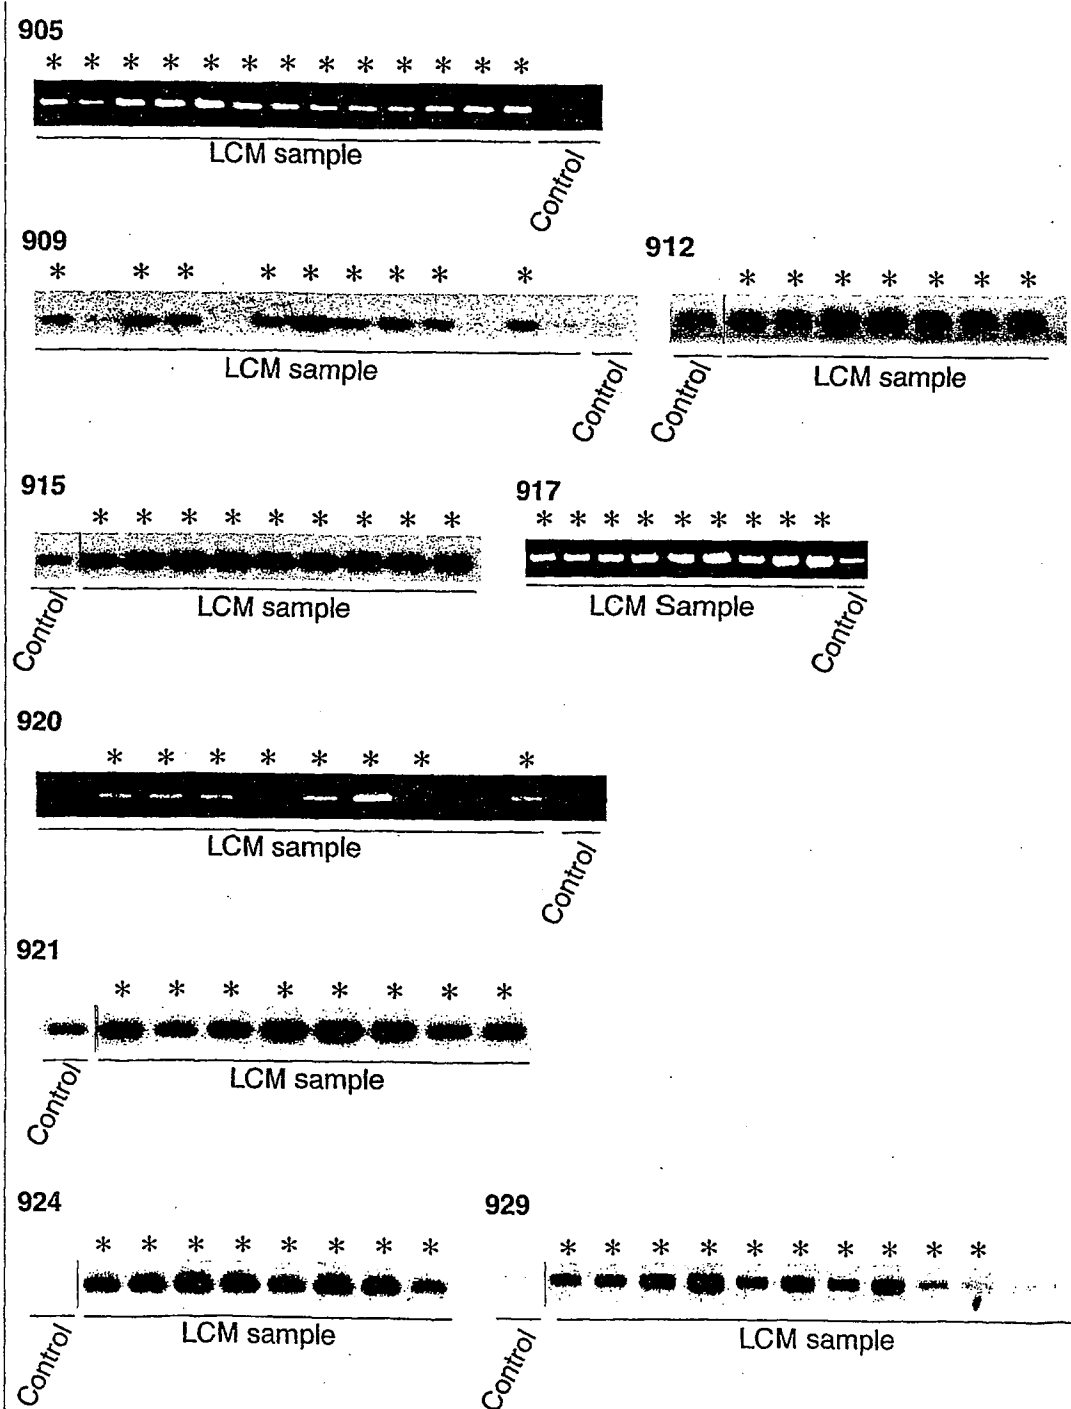 905
* * * * * * * * * * * * *
LCM sample
Control
909
* * * * * * * * *
LCM sample
Control
912
* * * * * * *
Control
LCM sample
915
* * * * * * * * *
Control
LCM sample
917
* * * * * * * * *
LCM Sample
Control
920
* * * * * * * *
LCM sample
Control
921
* * * * * * * *
Control
LCM sample
924
* * * * * * * *
Control
LCM sample
929
* * * * * * * * * *
Control
LCM sample